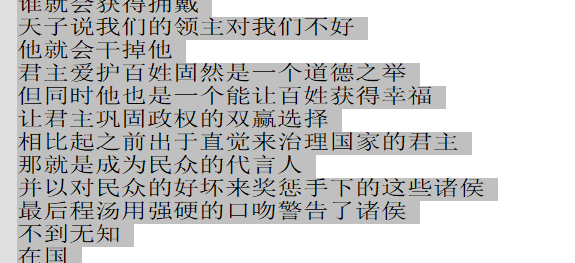 谁就会获得拥戴
天子说我们的领主对我们不好
他就会干掉他
君主爱护百姓固然是一个道德之举
但同时他也是一个能让百姓获得幸福
让君主巩固政权的双赢选择
相比起之前出于直觉来治理国家的君主
那就是成为民众的代言人
并以对民众的好坏来奖惩手下的这些诸侯
最后程汤用强硬的口吻警告了诸侯
不到无知
在国